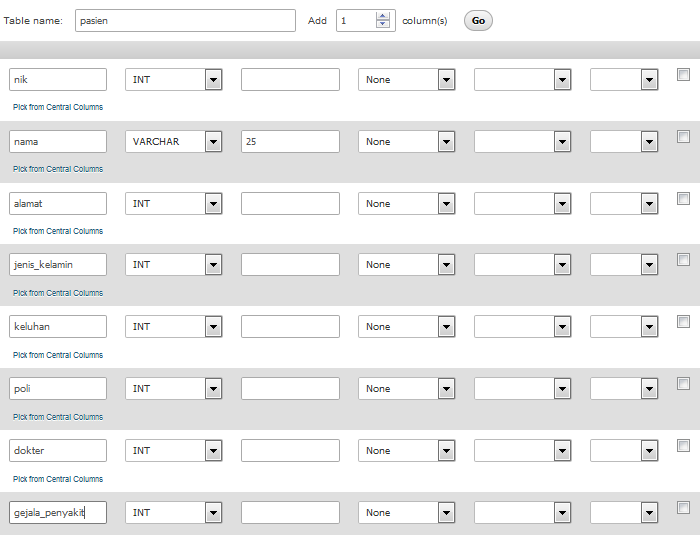 Table name: pasien Add 1 column(s) Go
nik INT None
Pick from Central Columns
nama VARCHAR 25 None
Pick from Central Columns
alamat INT None
Pick from Central Columns
jenis_kelamin INT None
Pick from Central Columns
keluhan INT None
Pick from Central Columns
poli INT None
Pick from Central Columns
dokter INT None
Pick from Central Columns
gejala_penyakit INT None